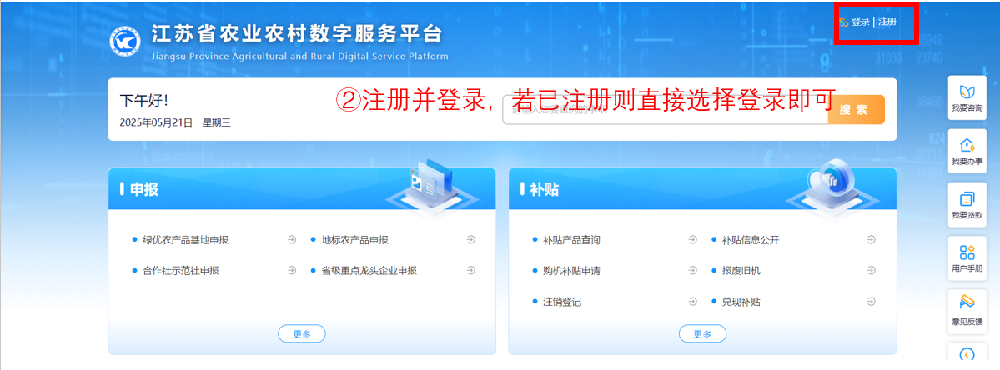 登录 | 注册
江苏省农业农村数字服务平台
Jiangsu Province Agricultural and Rural Digital Service Platform
下午好！
②注册并登录，若已注册则直接选择登录即可
搜 索
2025年05月21日 星期三
我要咨询
我要办事
我要贷款
用户手册
意见反馈
申报
绿优农产品基地申报
地标农产品申报
合作社示范社申报
省级重点龙头企业申报
更多
补贴
补贴产品查询
补贴信息公开
购机补贴申请
报废旧机
注销登记
兑现补贴
更多